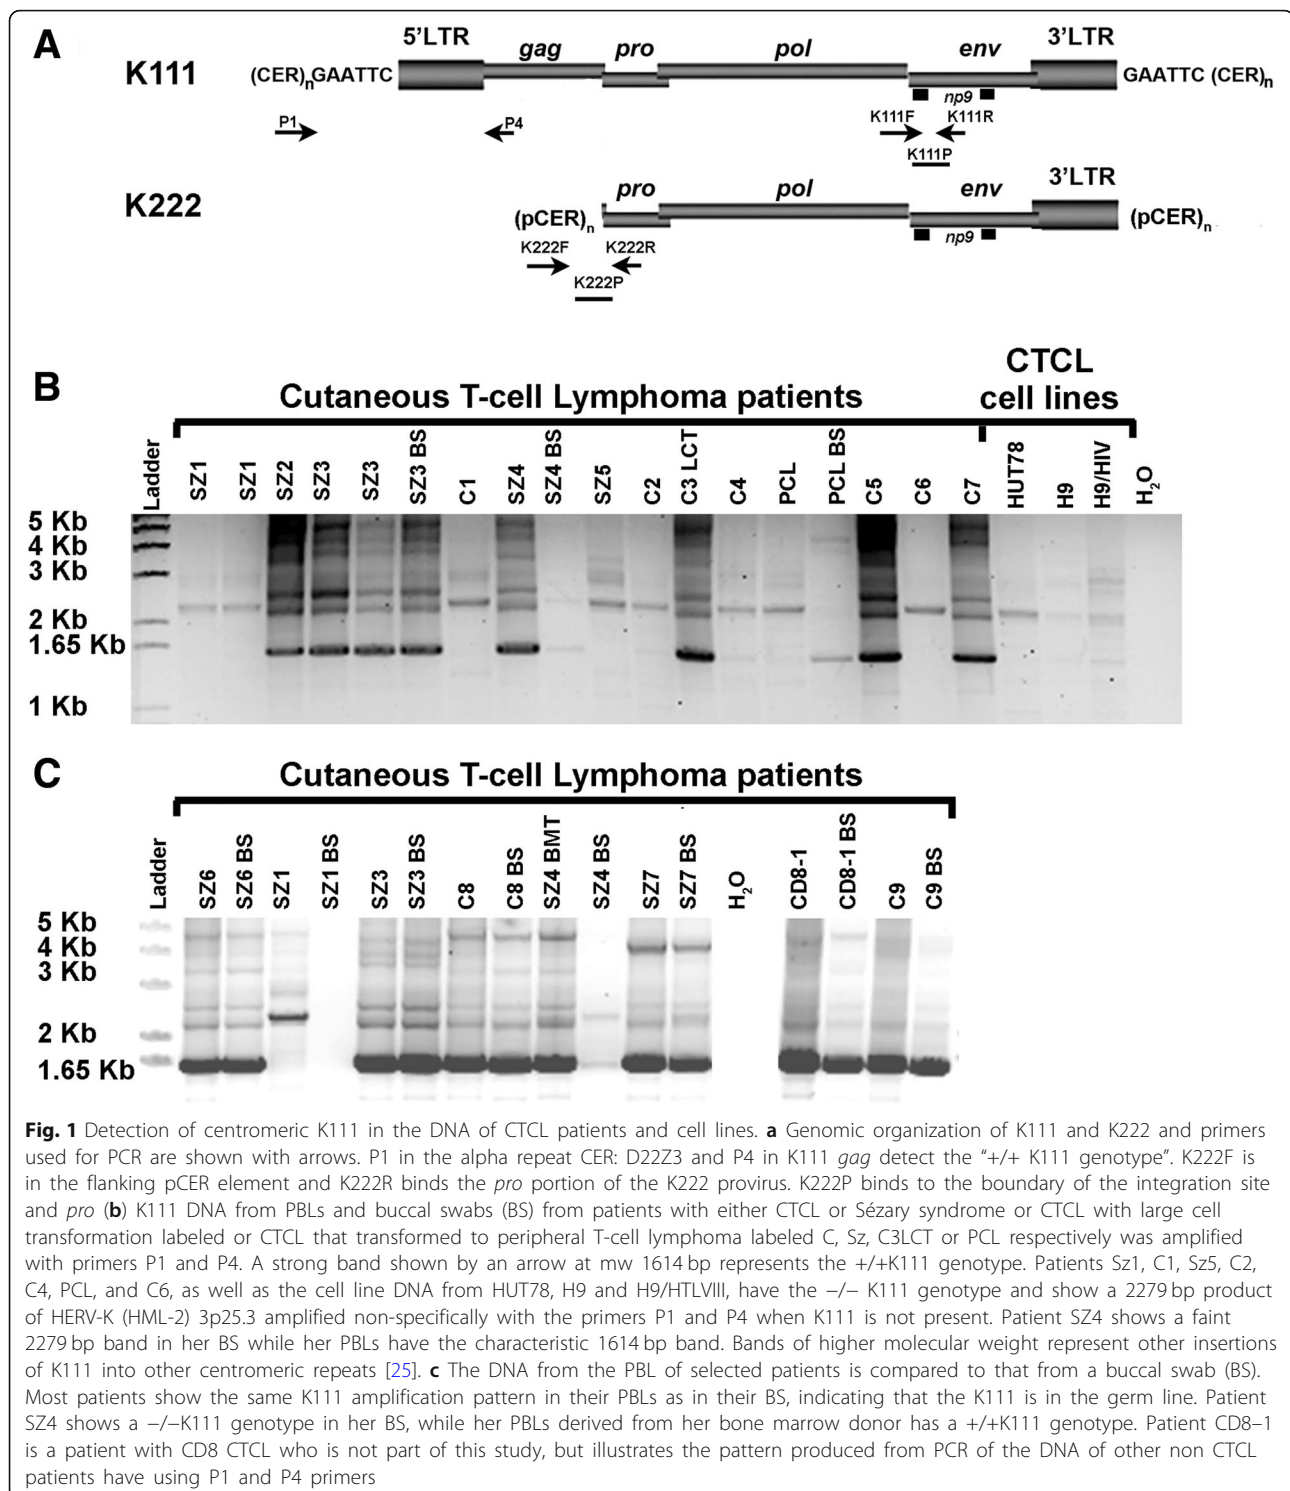 A
K111
5'LTR
gag
pro
pol
env
3'LTR
(CER)nGAATTC
GAATTC (CER)n
np9
P1
P4
K111F
K111R
K111P
K222
pro
pol
env
3'LTR
(pCER)n
(pCER)n
np9
K222F
K222R
K222P
B
Cutaneous T-cell Lymphoma patients
CTCL
cell lines
Ladder
SZ1
SZ1
SZ2
SZ3
SZ3
SZ3 BS
C1
SZ4
SZ4 BS
SZ5
C2
C3 LCT
C4
PCL
PCL BS
C5
C6
C7
HUT78
H9
H9/HIV
H2O
5 Kb
4 Kb
3 Kb
2 Kb
1.65 Kb
1 Kb
C
Cutaneous T-cell Lymphoma patients
Ladder
SZ6
SZ6 BS
SZ1
SZ1 BS
SZ3
SZ3 BS
C8
C8 BS
SZ4 BMT
SZ4 BS
SZ7
SZ7 BS
H2O
CD8-1
CD8-1 BS
C9
C9 BS
5 Kb
4 Kb
3 Kb
2 Kb
1.65 Kb
Fig. 1 Detection of centromeric K111 in the DNA of CTCL patients and cell lines. a Genomic organization of K111 and K222 and primers
used for PCR are shown with arrows. P1 in the alpha repeat CER: D22Z3 and P4 in K111 gag detect the "+/+ K111 genotype". K222F is
in the flanking pCER element and K222R binds the pro portion of the K222 provirus. K222P binds to the boundary of the integration site
and pro (b) K111 DNA from PBLs and buccal swabs (BS) from patients with either CTCL or Sézary syndrome or CTCL with large cell
transformation labeled or CTCL that transformed to peripheral T-cell lymphoma labeled C, Sz, C3LCT or PCL respectively was amplified
with primers P1 and P4. A strong band shown by an arrow at mw 1614 bp represents the +/+K111 genotype. Patients Sz1, C1, Sz5, C2,
C4, PCL, and C6, as well as the cell line DNA from HUT78, H9 and H9/HTLVIII, have the −/− K111 genotype and show a 2279 bp product
of HERV-K (HML-2) 3p25.3 amplified non-specifically with the primers P1 and P4 when K111 is not present. Patient SZ4 shows a faint
2279 bp band in her BS while her PBLs have the characteristic 1614 bp band. Bands of higher molecular weight represent other insertions
of K111 into other centromeric repeats [25]. c The DNA from the PBL of selected patients is compared to that from a buccal swab (BS).
Most patients show the same K111 amplification pattern in their PBLs as in their BS, indicating that the K111 is in the germ line. Patient
SZ4 shows a −/−K111 genotype in her BS, while her PBLs derived from her bone marrow donor has a +/+K111 genotype. Patient CD8–1
is a patient with CD8 CTCL who is not part of this study, but illustrates the pattern produced from PCR of the DNA of other non CTCL
patients have using P1 and P4 primers